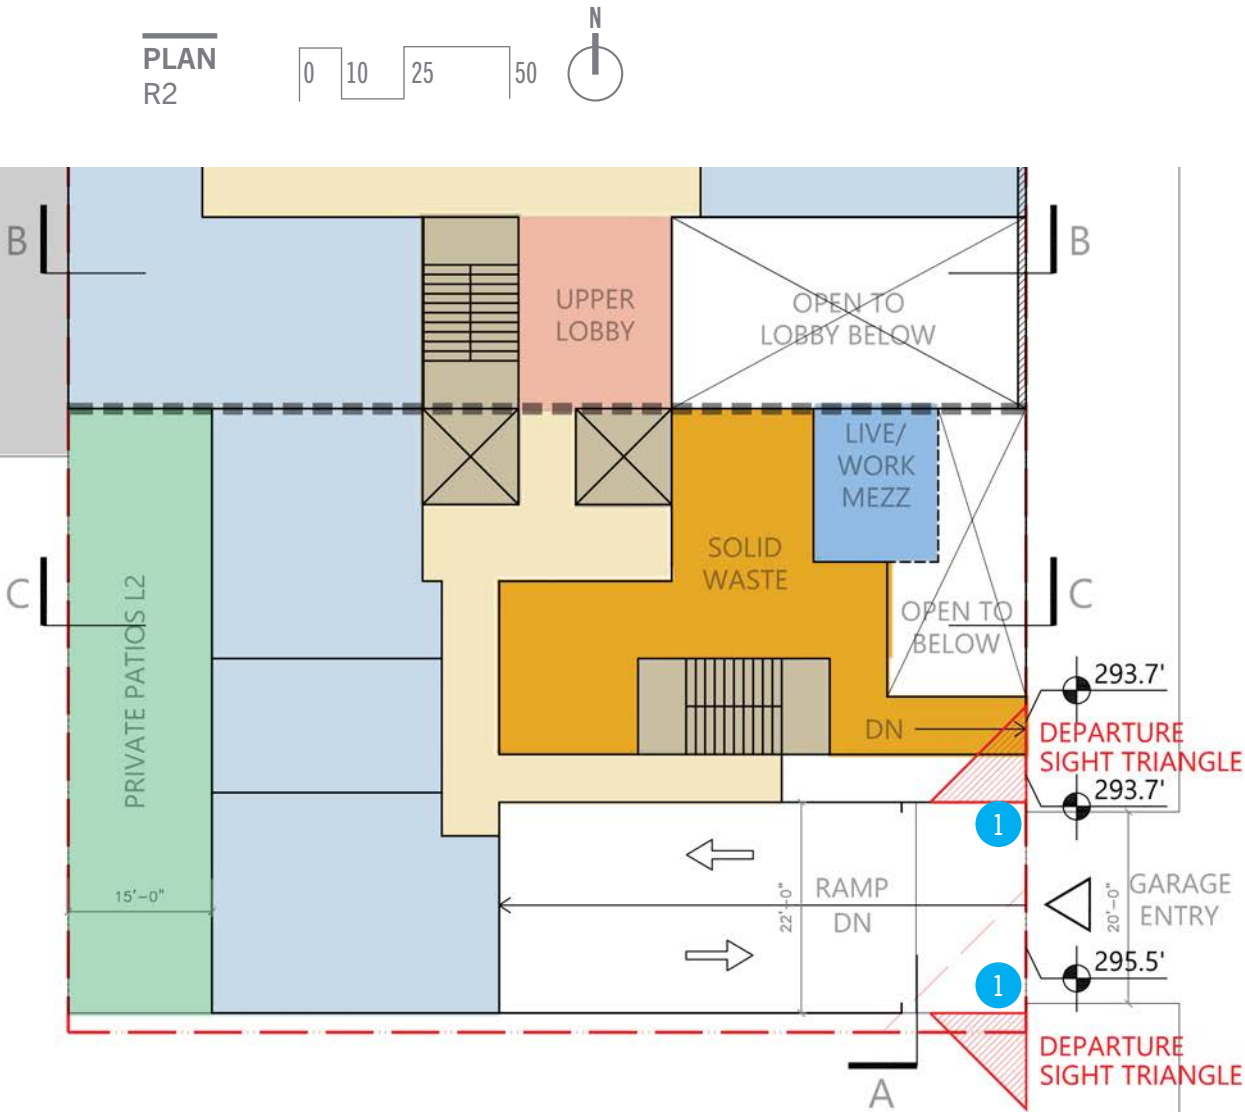 N
PLAN
R2
0 10 25 50
B
B
UPPER
LOBBY
OPEN TO
LOBBY BELOW
LIVE/
WORK
MEZZ
SOLID
WASTE
C
C
PRIVATE PATIOS L2
OPEN TO
BELOW
293.7'
DN
DEPARTURE
SIGHT TRIANGLE
293.7'
1
15'-0"
22'-0"
RAMP
DN
20'-0"
GARAGE
ENTRY
295.5'
1
DEPARTURE
SIGHT TRIANGLE
A